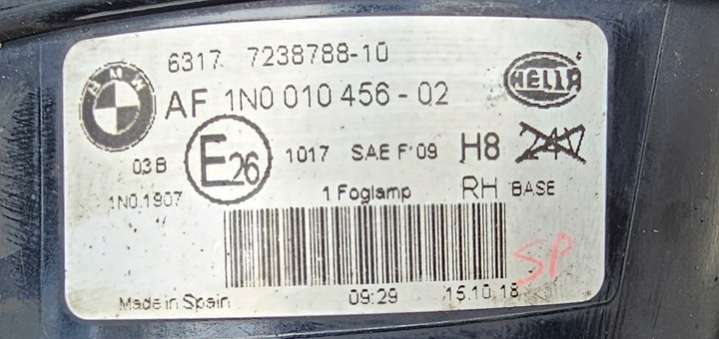 6317 7238788-10
BMW
HELLA
AF 1N0 010 456-02
03 B E26 1017 SAE F'09 H8 24V
1N0.1907 1 Foglamp RH BASE
SP
Made in Spain 09:29 15.10.18